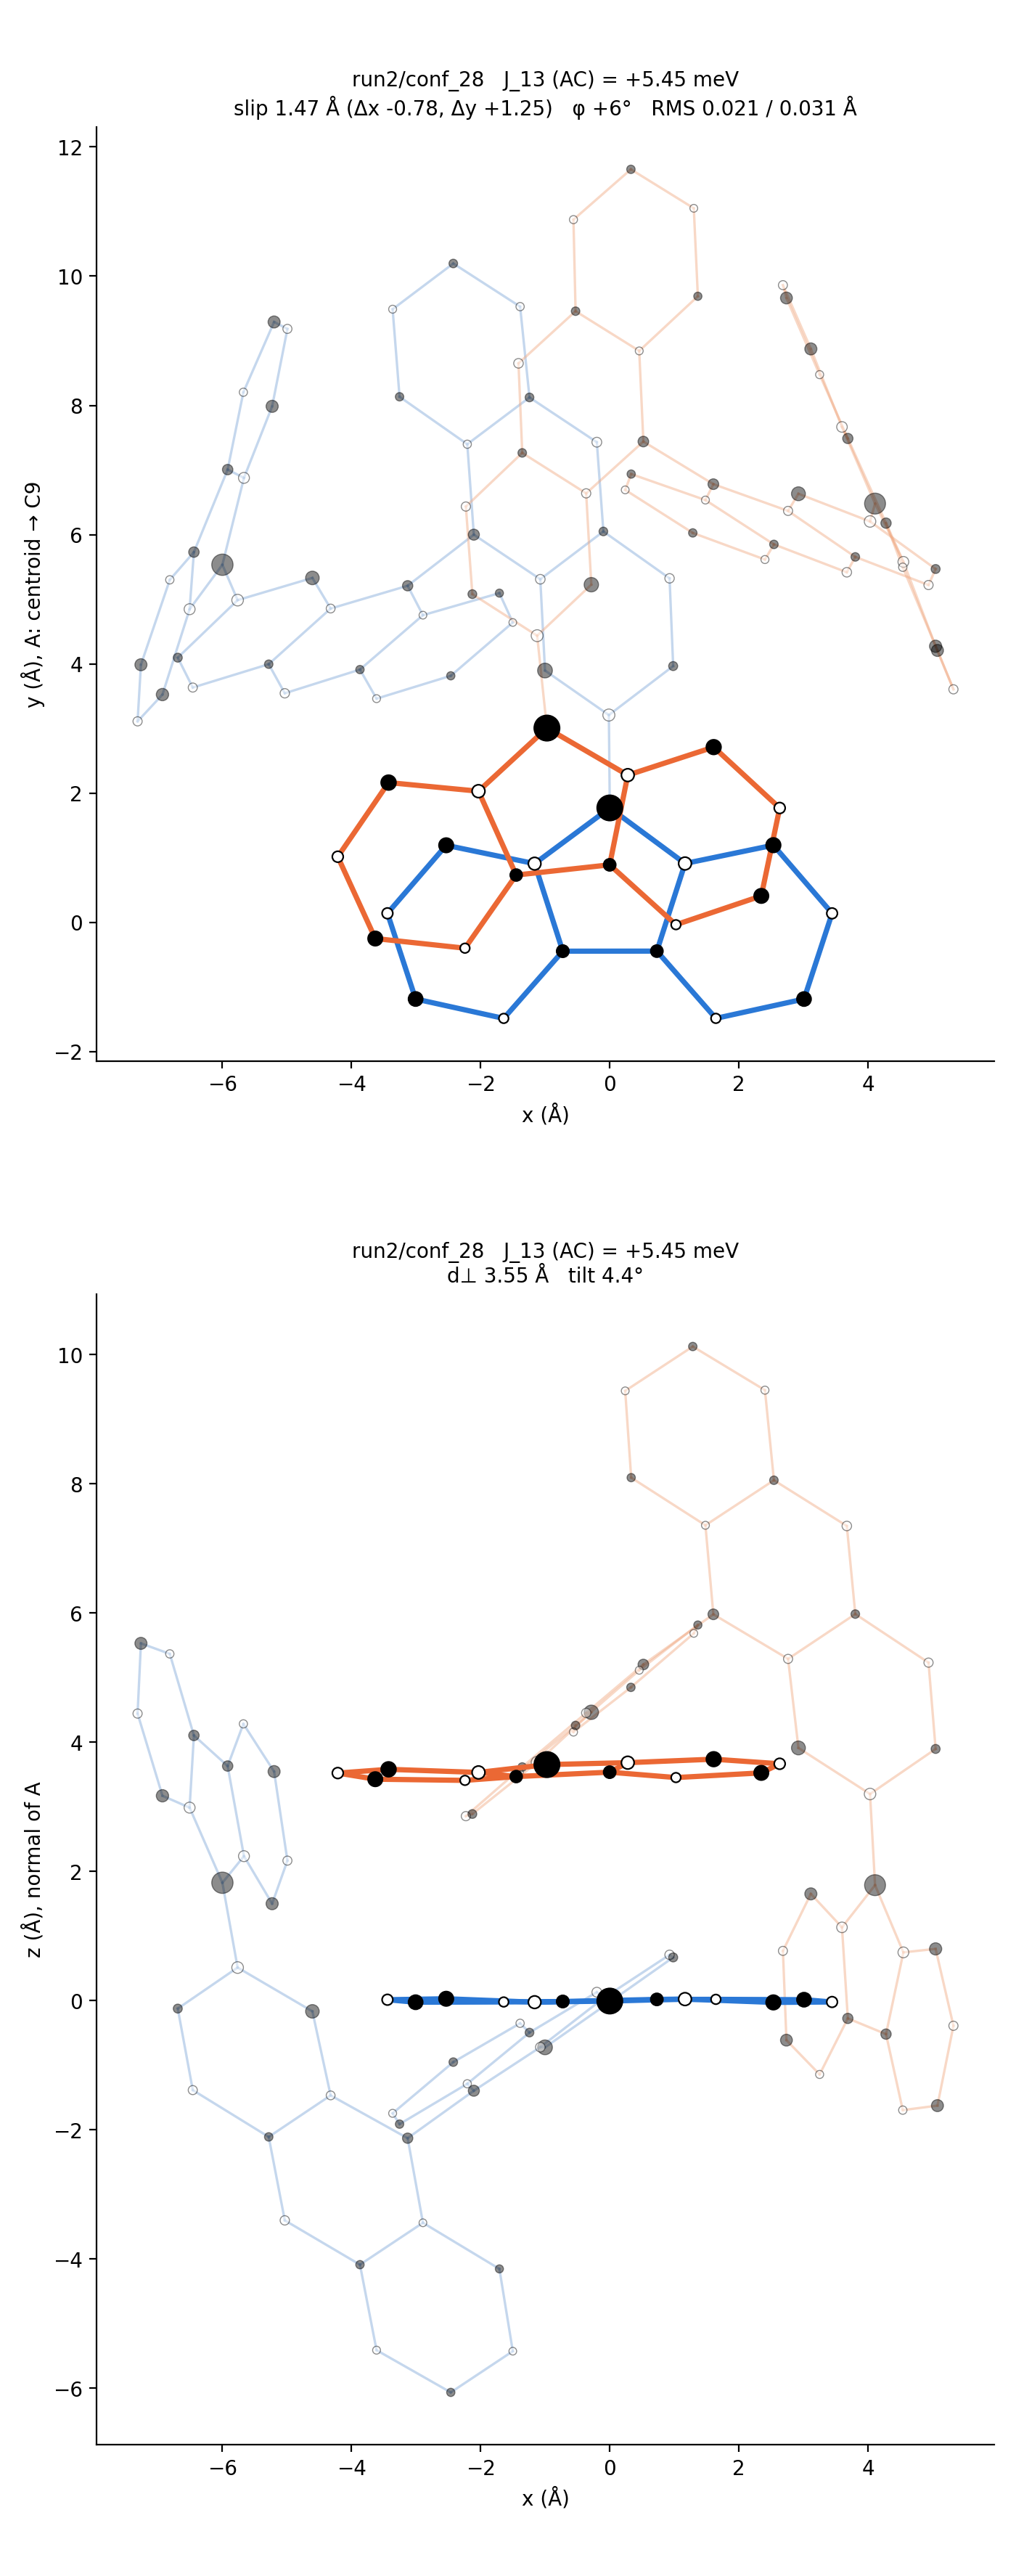 run2/conf_28   J_13 (AC) = +5.45 meV
slip 1.47 Å (Δx -0.78, Δy +1.25)   φ +6°   RMS 0.021 / 0.031 Å
12
10
8
6
4
2
0
−2
y (Å), A: centroid → C9
−6 −4 −2 0 2 4
x (Å)
run2/conf_28   J_13 (AC) = +5.45 meV
d⊥ 3.55 Å   tilt 4.4°
10
8
6
4
2
0
−2
−4
−6
z (Å), normal of A
−6 −4 −2 0 2 4
x (Å)